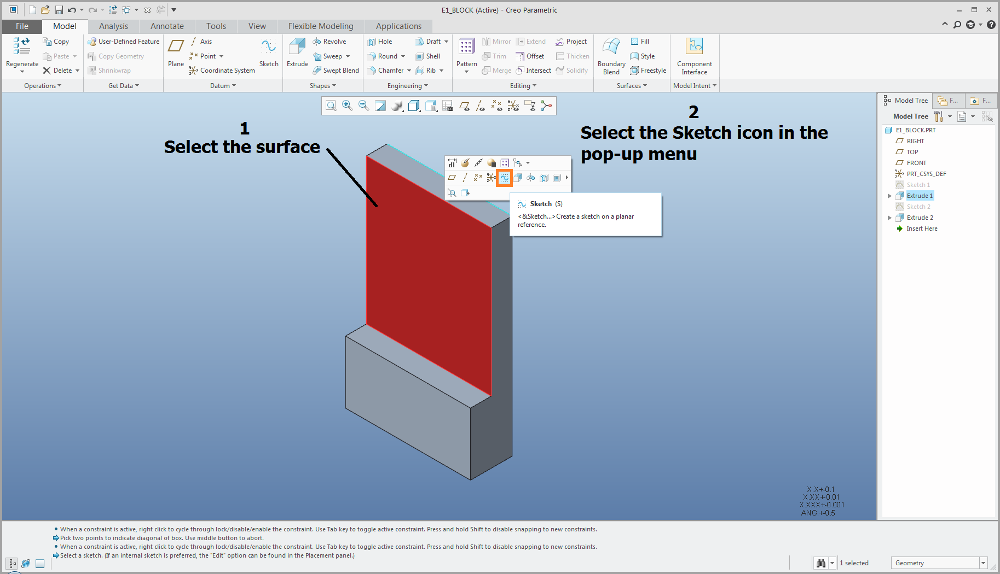 E1_BLOCK (Active) - Creo Parametric
File Model Analysis Annotate Tools View Flexible Modeling Applications
Regenerate
Copy
Paste
Delete
Operations
User-Defined Feature
Copy Geometry
Shrinkwrap
Get Data
Plane
Axis
Point
Coordinate System
Sketch
Datum
Extrude
Revolve
Sweep
Swept Blend
Shapes
Hole
Round
Chamfer
Draft
Shell
Rib
Engineering
Pattern
Mirror
Trim
Merge
Extend
Offset
Intersect
Project
Thicken
Solidify
Editing
Boundary
Blend
Fill
Style
Freestyle
Surfaces
Component
Interface
Model Intent
1
Select the surface
2
Select the Sketch icon in the
pop-up menu
Sketch (S)
<&Sketch...>Create a sketch on a planar
reference.
Model Tree F... F...
Model Tree
E1_BLOCK.PRT
RIGHT
TOP
FRONT
PRT_CSYS_DEF
Sketch 1
Extrude 1
Sketch 2
Extrude 2
Insert Here
X.X+-0.1
X.XX+-0.01
X.XXX+-0.001
ANG.+-0.5
When a constraint is active, right click to cycle through lock/disable/enable the constraint. Use Tab key to toggle active constraint. Press and hold Shift to disable snapping to new constraints.
Pick two points to indicate diagonal of box. Use middle button to abort.
When a constraint is active, right click to cycle through lock/disable/enable the constraint. Use Tab key to toggle active constraint. Press and hold Shift to disable snapping to new constraints.
Select a sketch. (If an internal sketch is preferred, the "Edit" option can be found in the Placement panel.)
1 selected
Geometry